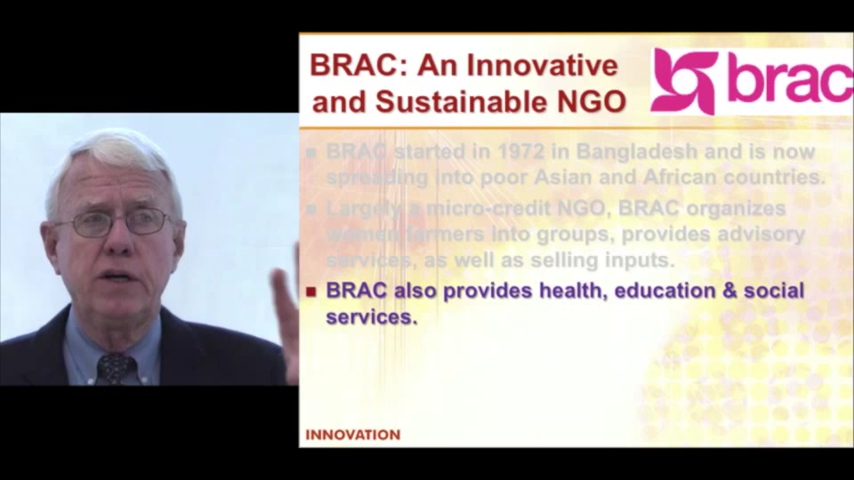 BRAC: An Innovative
and Sustainable NGO
brac
BRAC started in 1972 in Bangladesh and is now
spreading into poor Asian and African countries.
Largely a micro-credit NGO, BRAC organizes
women farmers into groups, provides advisory
services, as well as selling inputs.
BRAC also provides health, education & social
services.
INNOVATION